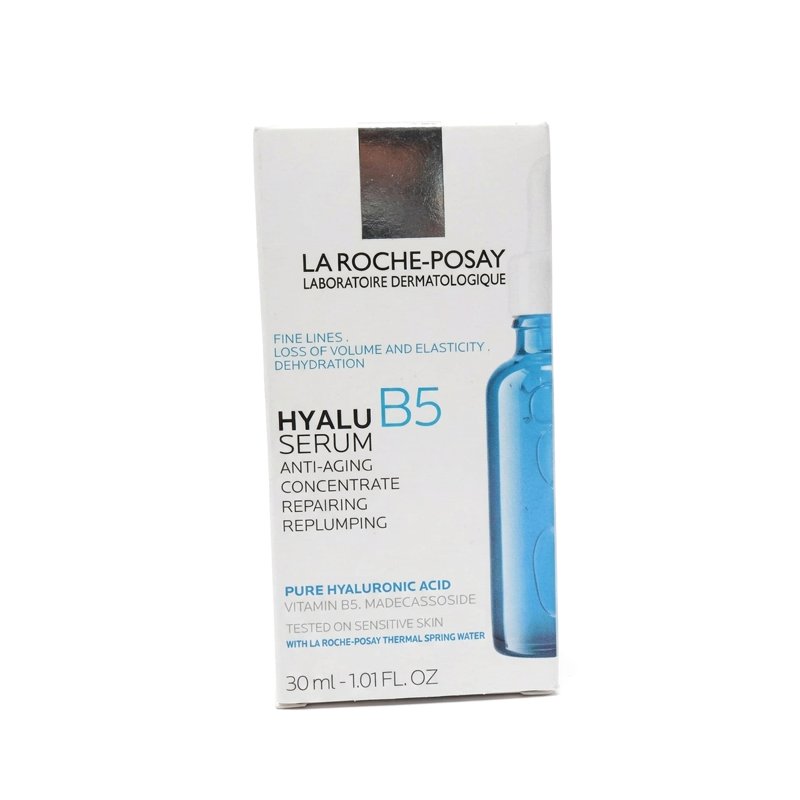 LA ROCHE-POSAY
LABORATOIRE DERMATOLOGIQUE
FINE LINES .
LOSS OF VOLUME AND ELASTICITY .
DEHYDRATION
HYALU B5
SERUM
ANTI-AGING
CONCENTRATE
REPAIRING
REPLUMPING
PURE HYALURONIC ACID
VITAMIN B5. MADECASSOSIDE
TESTED ON SENSITIVE SKIN
WITH LA ROCHE-POSAY THERMAL SPRING WATER
30 ml - 1.01 FL. OZ